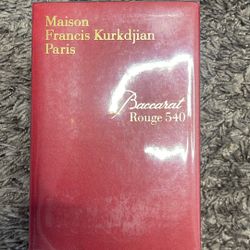 Maison
Francis Kurkdjian
Paris
Baccarat
Rouge 540